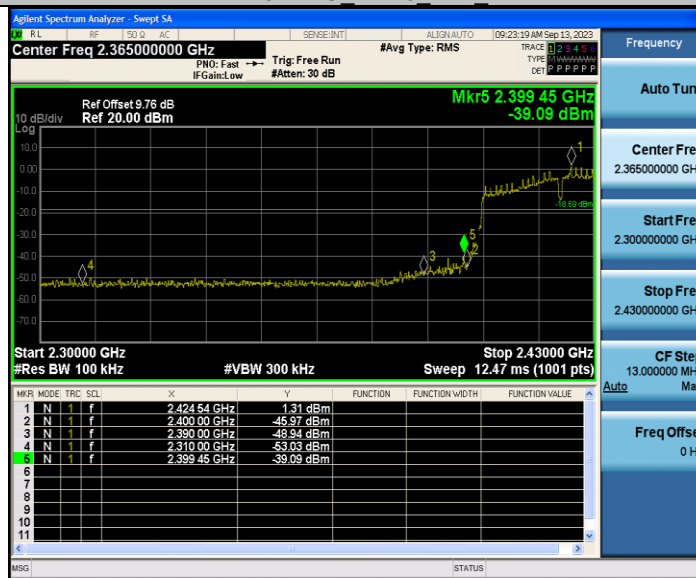 Agilent Spectrum Analyzer - Swept SA
RL RF 50 Ω AC SENSE:INT ALIGN AUTO 09:23:19 AM Sep 13, 2023
Center Freq 2.365000000 GHz #Avg Type: RMS TRACE 1 2 3 4 5 6
PNO: Fast Trig: Free Run TYPE M
IFGain:Low #Atten: 30 dB DET P P P P P P
Mkr5 2.399 45 GHz
-39.09 dBm
Ref Offset 9.76 dB
10 dB/div Ref 20.00 dBm
Log
10.0
0.00
-10.0
-20.0
-30.0
-40.0
-50.0
-60.0
-70.0
1
-18.69 dBm
5
2
3
4
Start 2.30000 GHz Stop 2.43000 GHz
#Res BW 100 kHz #VBW 300 kHz Sweep 12.47 ms (1001 pts)
MKR MODE TRC SCL X Y FUNCTION FUNCTION WIDTH FUNCTION VALUE
1 N 1 f 2.424 54 GHz 1.31 dBm
2 N 1 f 2.400 00 GHz -45.97 dBm
3 N 1 f 2.390 00 GHz -48.94 dBm
4 N 1 f 2.310 00 GHz -53.03 dBm
5 N 1 f 2.399 45 GHz -39.09 dBm
6
7
8
9
10
11
MSG STATUS
Frequency
Auto Tun
Center Fre
2.365000000 GH
Start Fre
2.300000000 GH
Stop Fre
2.430000000 GH
CF Step
13.000000 MH
Auto Ma
Freq Offse
0 H